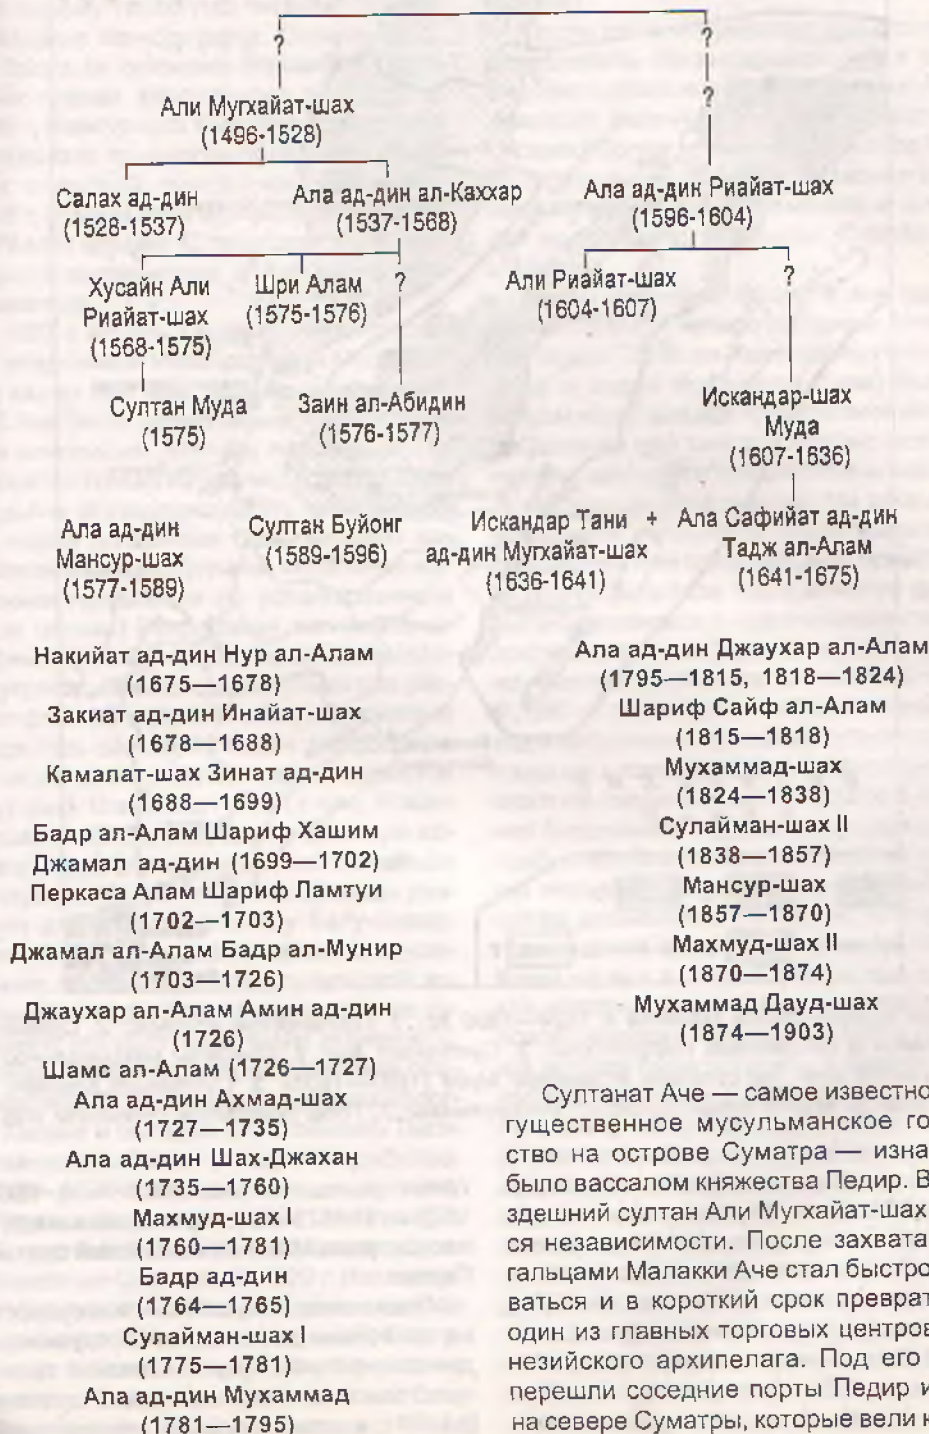 ? ?
?
Али Мугхайат-шах
(1496-1528)
Салах ад-дин Ала ад-дин ал-Каххар Ала ад-дин Риайат-шах
(1528-1537) (1537-1568) (1596-1604)
Хусайн Али Шри Алам ? Али Риайат-шах ?
Риайат-шах (1575-1576) (1604-1607)
(1568-1575)
Султан Муда Заин ал-Абидин Искандар-шах
(1575) (1576-1577) Муда
(1607-1636)
Ала ад-дин Султан Буйонг Искандар Тани + Ала Сафийат ад-дин
Мансур-шах (1589-1596) ад-дин Мугхайат-шах Тадж ал-Алам
(1577-1589) (1636-1641) (1641-1675)
Накийат ад-дин Нур ал-Алам
(1675—1678)
Закиат ад-дин Инайат-шах
(1678—1688)
Камалат-шах Зинат ад-дин
(1688—1699)
Бадр ал-Алам Шариф Хашим
Джамал ад-дин (1699—1702)
Перкаса Алам Шариф Ламтуи
(1702—1703)
Джамал ал-Алам Бадр ал-Мунир
(1703—1726)
Джаухар ал-Алам Амин ад-дин
(1726)
Шамс ал-Алам (1726—1727)
Ала ад-дин Ахмад-шах
(1727—1735)
Ала ад-дин Шах-Джахан
(1735—1760)
Махмуд-шах I
(1760—1781)
Бадр ад-дин
(1764—1765)
Сулайман-шах I
(1775—1781)
Ала ад-дин Мухаммад
(1781—1795)
Ала ад-дин Джаухар ал-Алам
(1795—1815, 1818—1824)
Шариф Сайф ал-Алам
(1815—1818)
Мухаммад-шах
(1824—1838)
Сулайман-шах II
(1838—1857)
Мансур-шах
(1857—1870)
Махмуд-шах II
(1870—1874)
Мухаммад Дауд-шах
(1874—1903)
Султанат Аче — самое известно
гущественное мусульманское го
ство на острове Суматра — изна
было вассалом княжества Педир. В
здешний султан Али Мугхайат-шах
ся независимости. После захвата
гальцами Малакки Аче стал быстро
ваться и в короткий срок преврат
один из главных торговых центров
незийского архипелага. Под его
перешли соседние порты Педир и
на севере Суматры, которые вели н